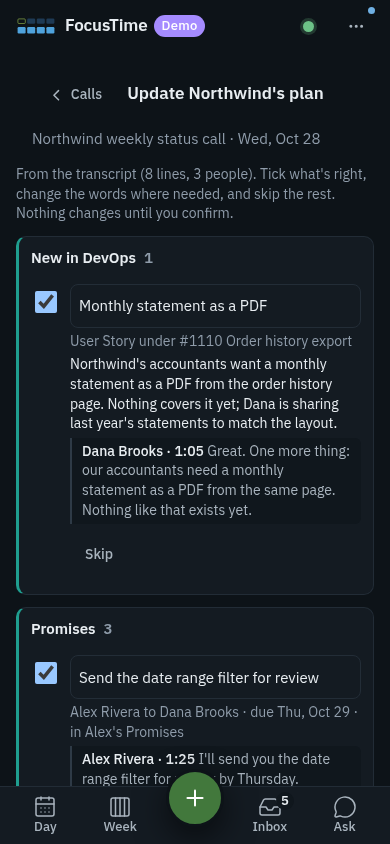 FocusTime Demo
Calls Update Northwind's plan
Northwind weekly status call · Wed, Oct 28
From the transcript (8 lines, 3 people). Tick what's right,
change the words where needed, and skip the rest.
Nothing changes until you confirm.
New in DevOps 1
Monthly statement as a PDF
User Story under #1110 Order history export
Northwind's accountants want a monthly
statement as a PDF from the order history
page. Nothing covers it yet; Dana is sharing
last year's statements to match the layout.
Dana Brooks · 1:05 Great. One more thing:
our accountants need a monthly
statement as a PDF from the same page.
Nothing like that exists yet.
Skip
Promises 3
Send the date range filter for review
Alex Rivera to Dana Brooks · due Thu, Oct 29 ·
in Alex's Promises
Alex Rivera · 1:25 I'll send you the date
range filter for by Thursday.
Day Week Inbox 5 Ask